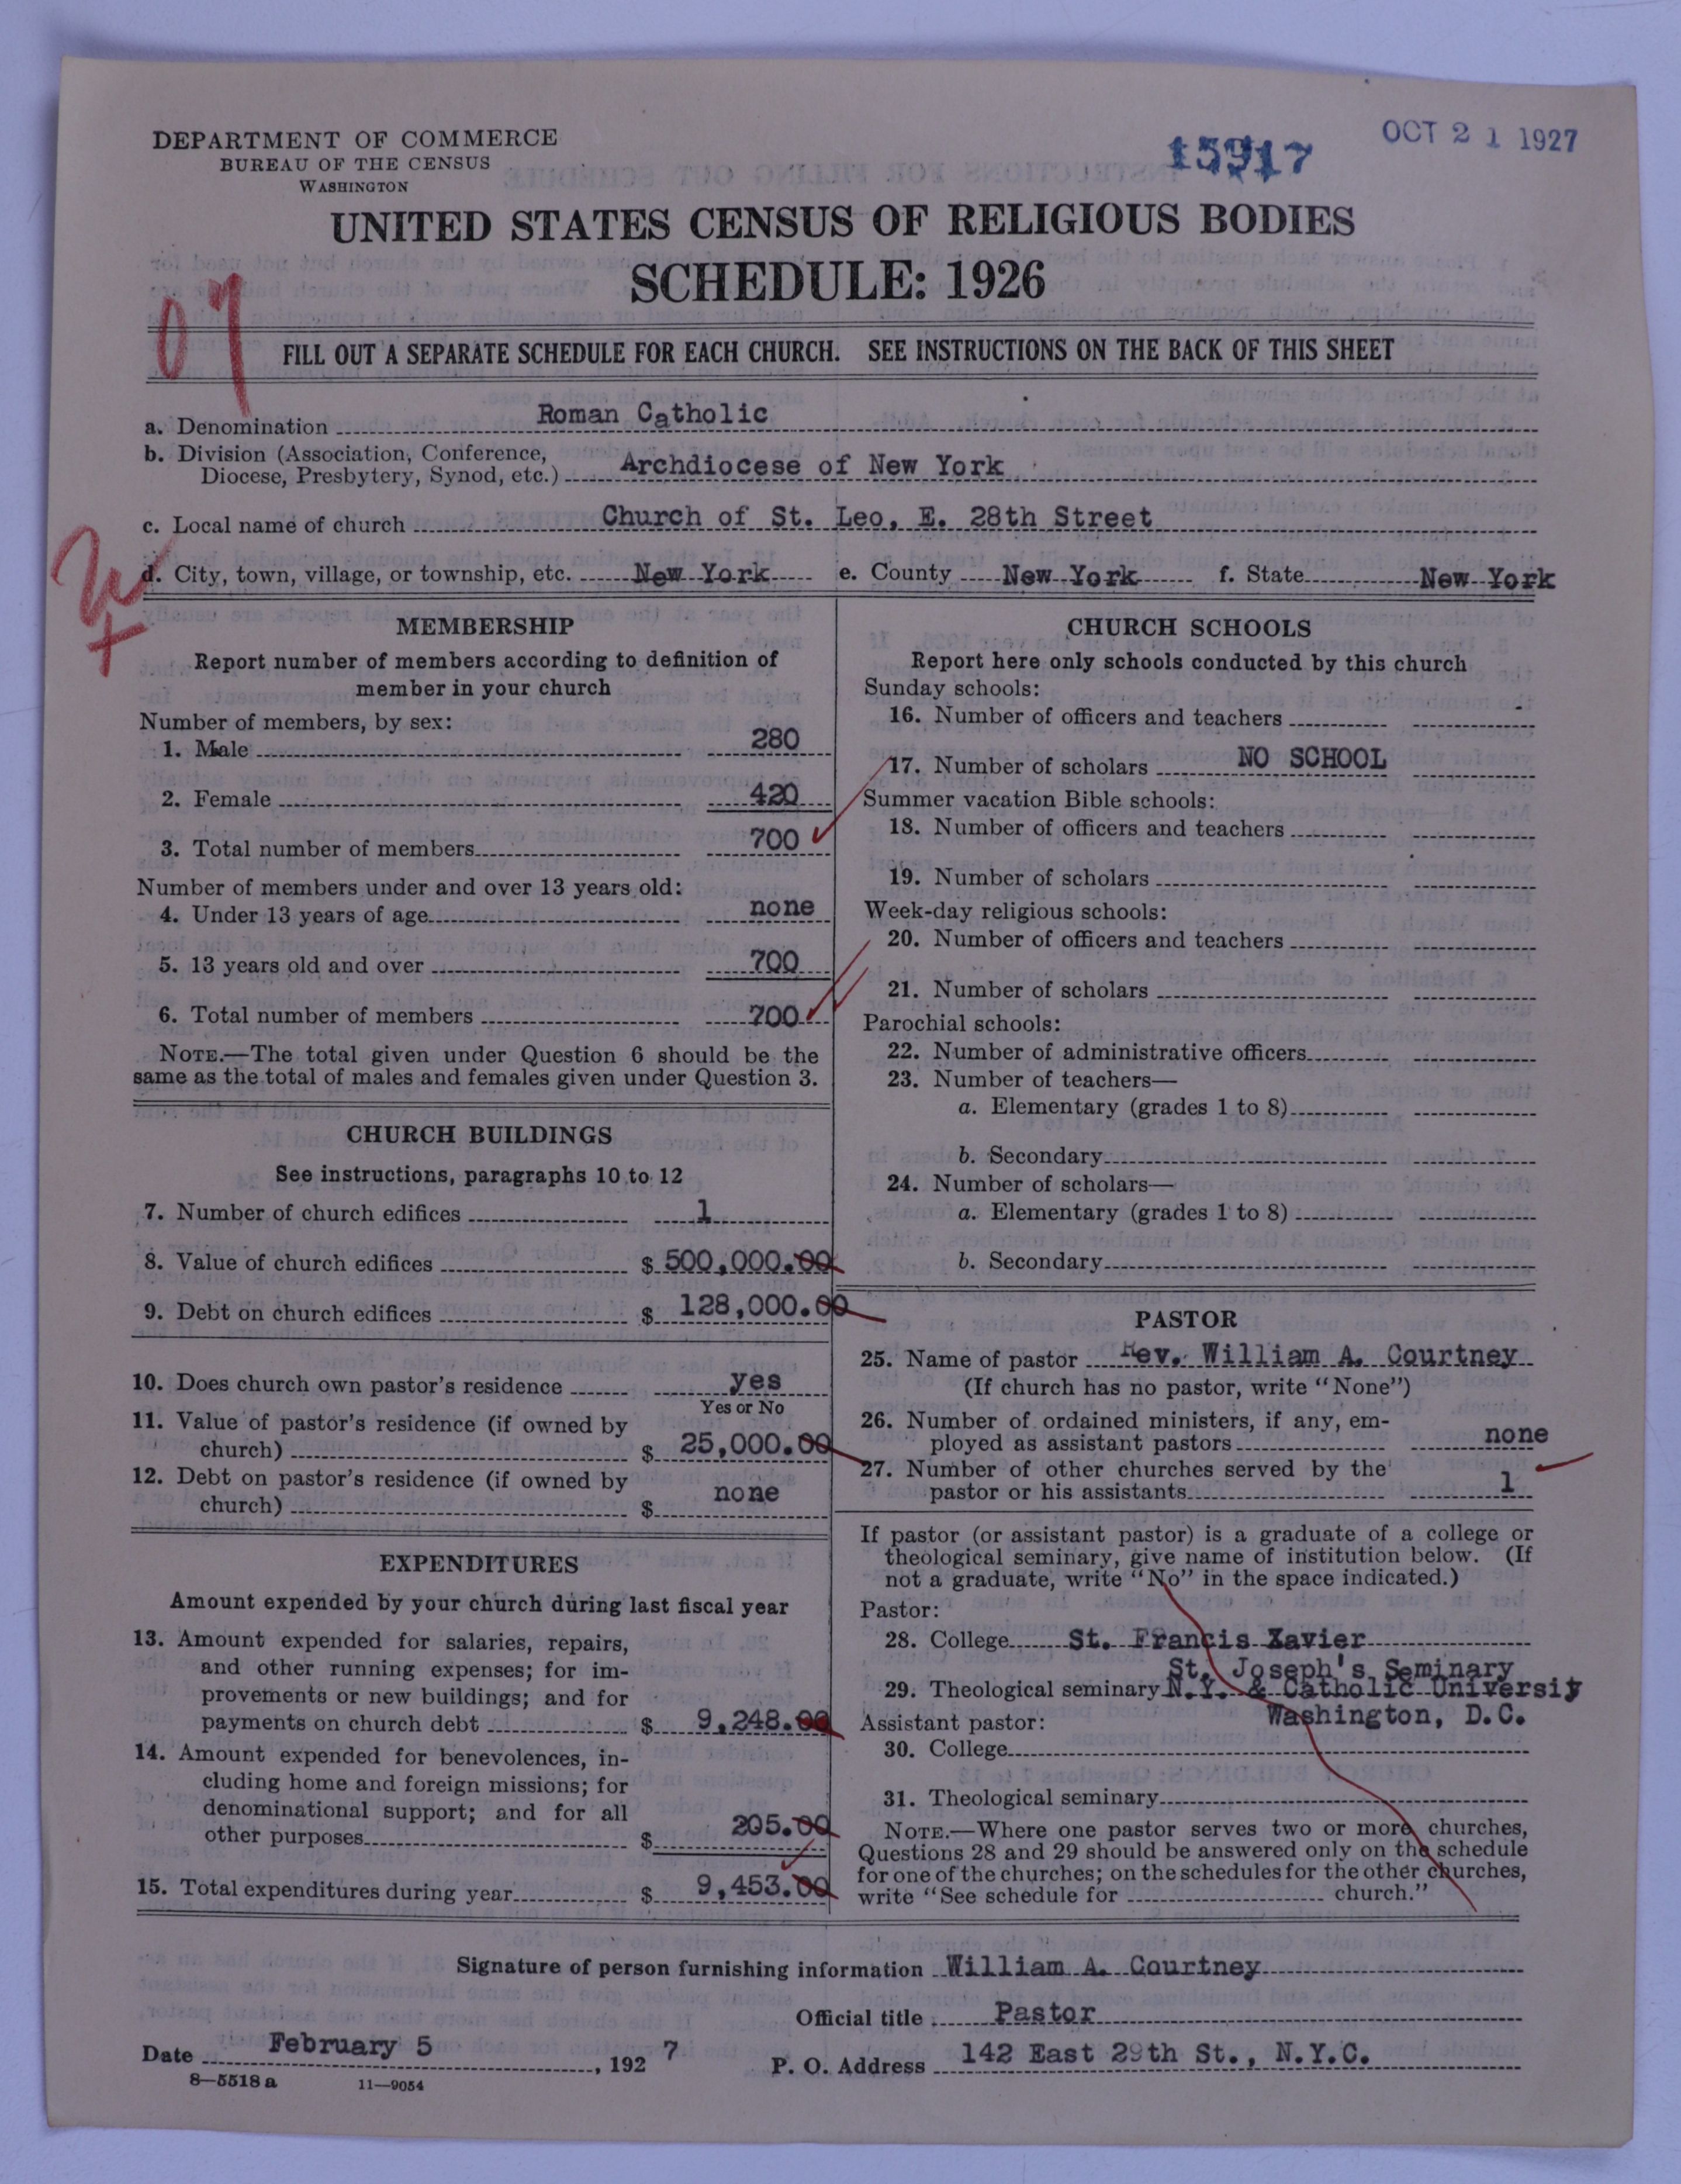 DEPARTMENT OF COMMERCE
BUREAU OF THE CENSUS
WASHINGTON
15917
OCT 21 1927
UNITED STATES CENSUS OF RELIGIOUS BODIES
SCHEDULE: 1926
07
FILL OUT A SEPARATE SCHEDULE FOR EACH CHURCH. SEE INSTRUCTIONS ON THE BACK OF THIS SHEET
a. Denomination Roman Catholic
b. Division (Association, Conference,
Diocese, Presbytery, Synod, etc.) Archdiocese of New York
c. Local name of church Church of St. Leo, E. 28th Street
d. City, town, village, or township, etc. New York e. County New York f. State New York
MEMBERSHIP
Report number of members according to definition of
member in your church
Number of members, by sex:
1. Male 280
2. Female 420
3. Total number of members 700
Number of members under and over 13 years old:
4. Under 13 years of age none
5. 13 years old and over 700
6. Total number of members 700
NOTE.—The total given under Question 6 should be the
same as the total of males and females given under Question 3.
CHURCH BUILDINGS
See instructions, paragraphs 10 to 12
7. Number of church edifices 1
8. Value of church edifices $ 500,000.00
9. Debt on church edifices $ 128,000.00
10. Does church own pastor's residence yes
Yes or No
11. Value of pastor's residence (if owned by
church) $ 25,000.00
12. Debt on pastor's residence (if owned by
church) $ none
EXPENDITURES
Amount expended by your church during last fiscal year
13. Amount expended for salaries, repairs,
and other running expenses; for im-
provements or new buildings; and for
payments on church debt $ 9,248.00
14. Amount expended for benevolences, in-
cluding home and foreign missions; for
denominational support; and for all
other purposes $ 205.00
15. Total expenditures during year $ 9,453.00
CHURCH SCHOOLS
Report here only schools conducted by this church
Sunday schools:
16. Number of officers and teachers
17. Number of scholars NO SCHOOL
Summer vacation Bible schools:
18. Number of officers and teachers
19. Number of scholars
Week-day religious schools:
20. Number of officers and teachers
21. Number of scholars
Parochial schools:
22. Number of administrative officers
23. Number of teachers—
a. Elementary (grades 1 to 8)
b. Secondary
24. Number of scholars—
a. Elementary (grades 1 to 8)
b. Secondary
PASTOR
25. Name of pastor Rev. William A. Courtney
(If church has no pastor, write "None")
26. Number of ordained ministers, if any, em-
ployed as assistant pastors none
27. Number of other churches served by the
pastor or his assistants 1
If pastor (or assistant pastor) is a graduate of a college or
theological seminary, give name of institution below. (If
not a graduate, write "No" in the space indicated.)
Pastor:
28. College St. Francis Xavier
St. Joseph's Seminary
29. Theological seminary N.Y. & Catholic Universiy
Washington, D.C.
Assistant pastor:
30. College
31. Theological seminary
NOTE.—Where one pastor serves two or more churches,
Questions 28 and 29 should be answered only on the schedule
for one of the churches; on the schedules for the other churches,
write "See schedule for church."
Signature of person furnishing information William A. Courtney
Official title Pastor
Date February 5, 1927 P. O. Address 142 East 29th St., N.Y.C.
8—5518 a 11—9054